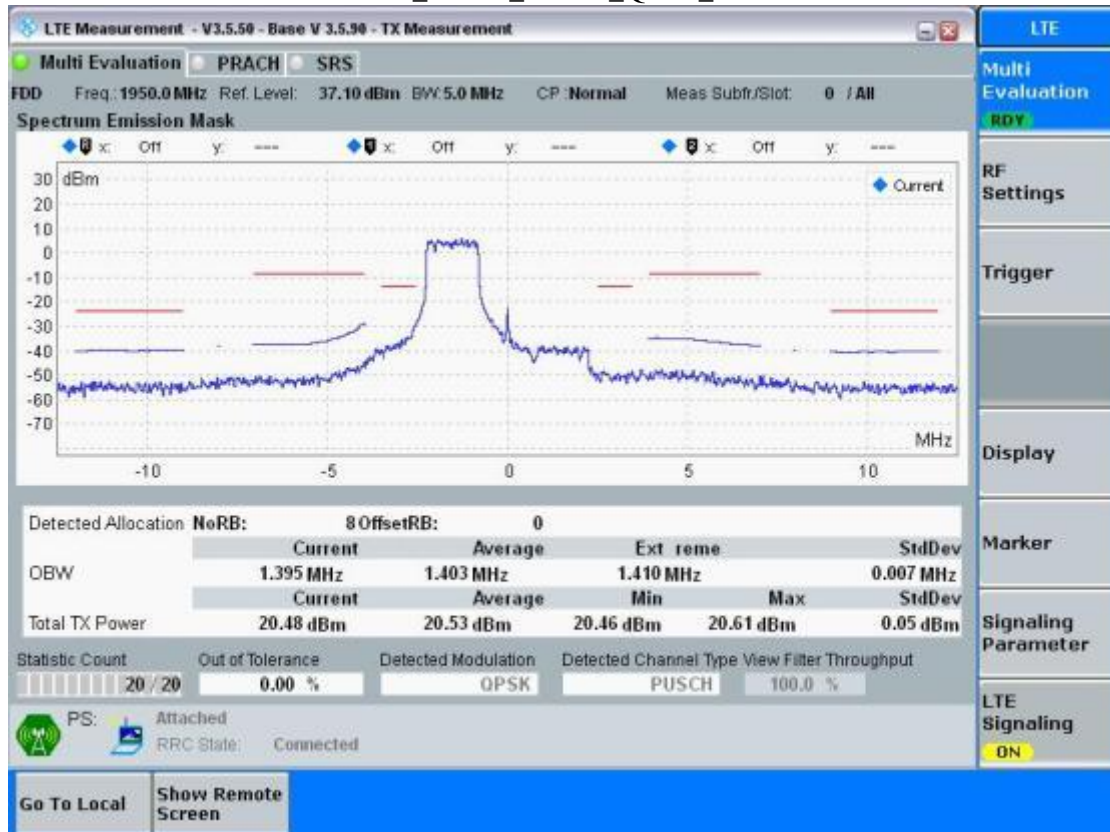 LTE Measurement - V3.5.50 - Base V 3.5.90 - TX Measurement
LTE
Multi Evaluation PRACH SRS
Multi
Evaluation
RDY
FDD Freq.: 1950.0 MHz Ref. Level: 37.10 dBm BW: 5.0 MHz CP :Normal Meas Subfr/Slot: 0 / All
Spectrum Emission Mask
x: Off y: --- x: Off y: --- x: Off y: ---
30 dBm
Current
20
10
0
-10
-20
-30
-40
-50
-60
-70
MHz
-10 -5 0 5 10
RF
Settings
Trigger
Display
Marker
Signaling
Parameter
LTE
Signaling
ON
Detected Allocation NoRB: 8 OffsetRB: 0
Current Average Ext reme StdDev
OBW 1.395 MHz 1.403 MHz 1.410 MHz 0.007 MHz
Current Average Min Max StdDev
Total TX Power 20.48 dBm 20.53 dBm 20.46 dBm 20.61 dBm 0.05 dBm
Statistic Count Out of Tolerance Detected Modulation Detected Channel Type View Filter Throughput
20 / 20 0.00 % QPSK PUSCH 100.0 %
PS: Attached
RRC State: Connected
Go To Local
Show Remote
Screen